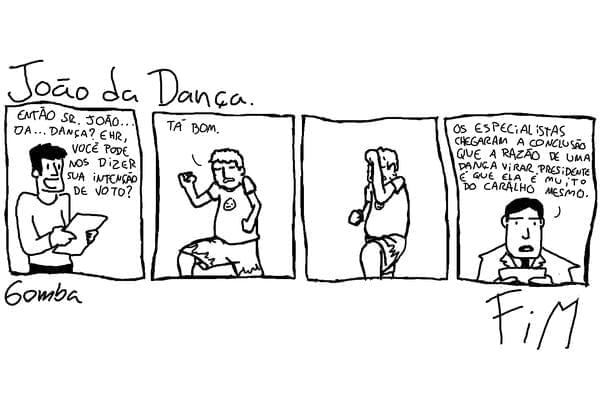 João da Dança.
ENTÃO SR. JOÃO...
DA... DANÇA? EHR,
VOCÊ PODE
NOS DIZER
SUA INTENÇÃO
DE VOTO?
TÁ BOM.
OS ESPECIALISTAS
CHEGARAM A CONCLUSÃO
QUE A RAZÃO DE UMA
DANÇA VIRAR PRESIDENTE
É QUE ELA É MUITO
DO CARALHO MESMO.
Gomba
FiM